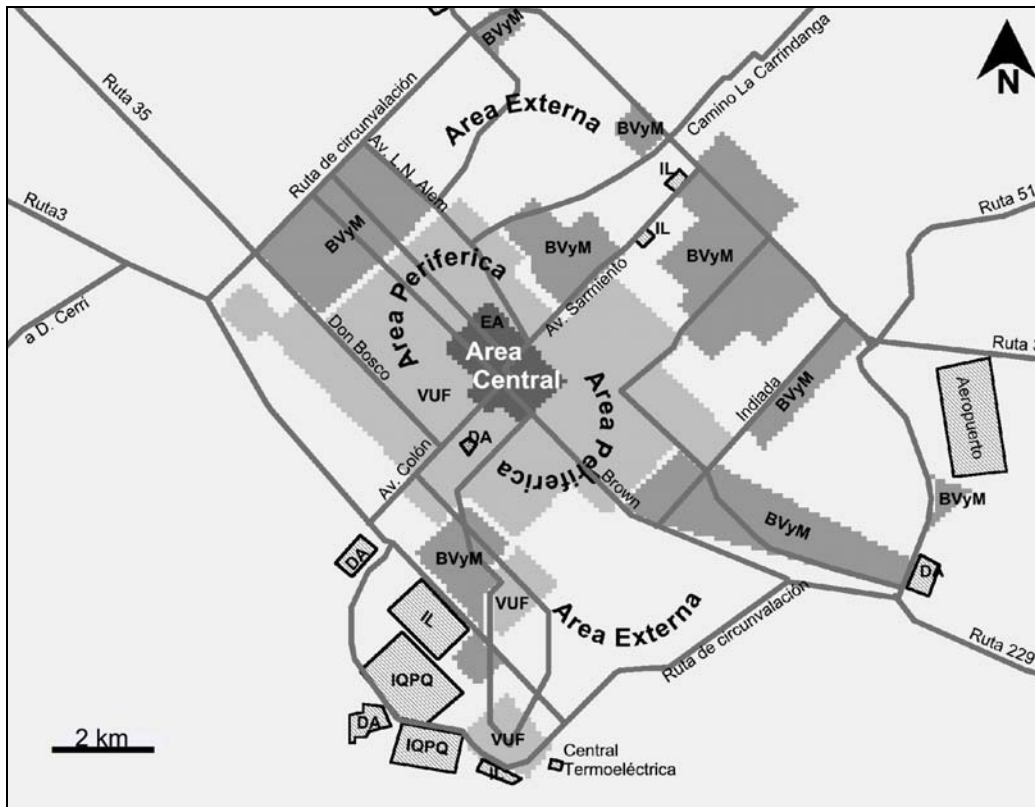 BVyM
Ruta 35
Ruta de circunvalación
Area Externa
Camino La Carrindanga
N
BVyM
Av. L.N. Alem
IL
Ruta3
Ruta 51
BVyM
IL
BVyM
BVyM
Area Periferica
Av. Sarmiento
a D. Cerri
Don Bosco
EA
Area
Central
Ruta 3
VUF
Area Periferica
Indiada
BVyM
Aeropuerto
DA
Av. Colón
Brown
BVyM
BVyM
DA
BVyM
DA
VUF
Area Externa
IL
Ruta de circunvalación
Ruta 229
IQPQ
DA
2 km
IQPQ
VUF
IL
Central
Termoeléctrica